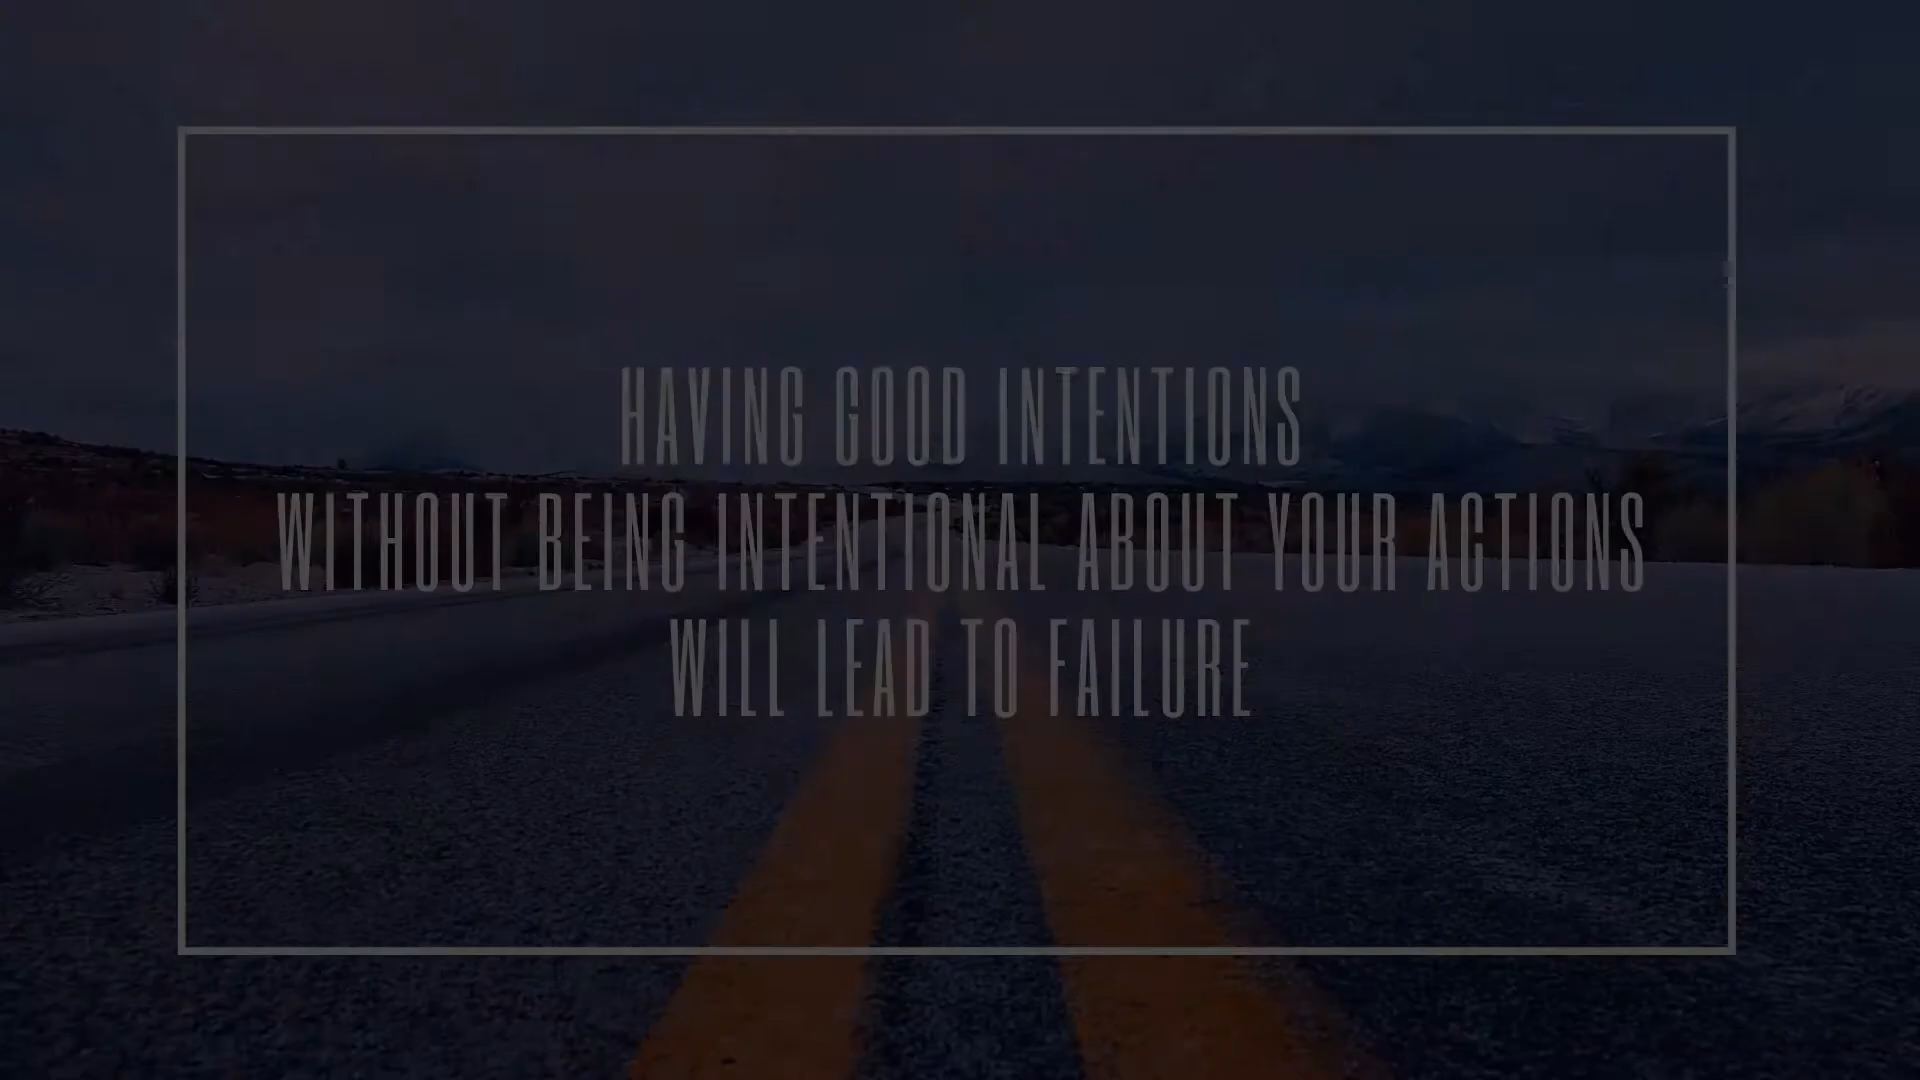 HAVING GOOD INTENTIONS
WITHOUT BEING INTENTIONAL ABOUT YOUR ACTIONS
WILL LEAD TO FAILURE